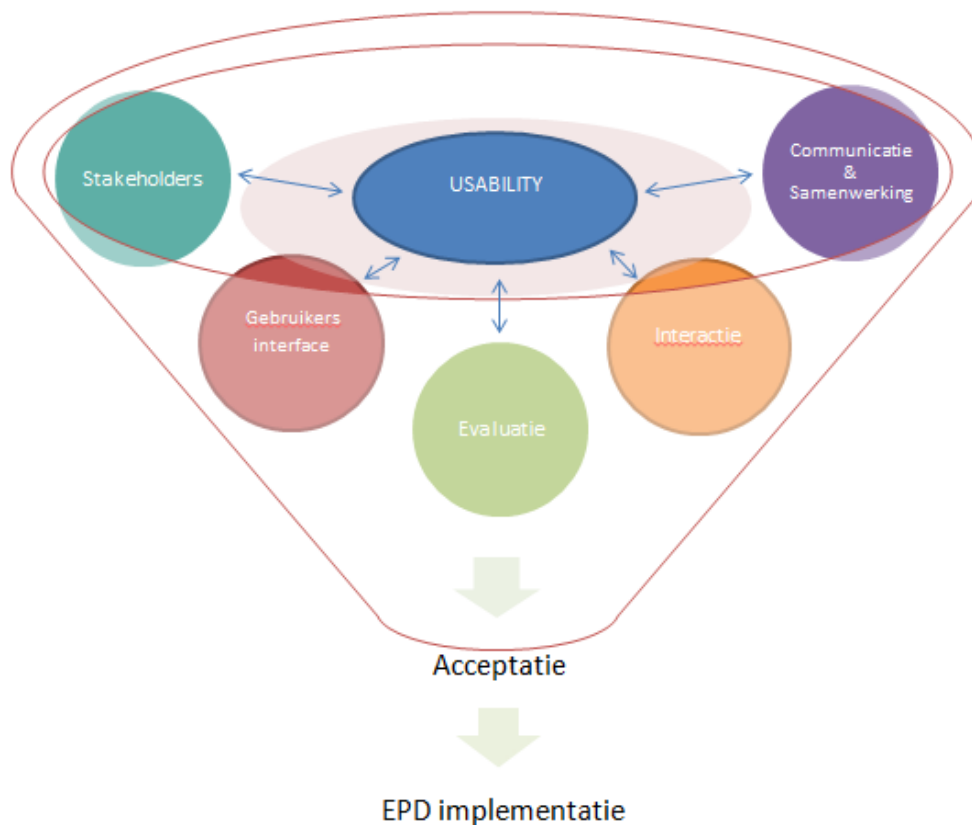 Stakeholders
USABILITY
Communicatie
&
Samenwerking
Gebruikers
interface
Interactie
Evaluatie
Acceptatie
EPD implementatie